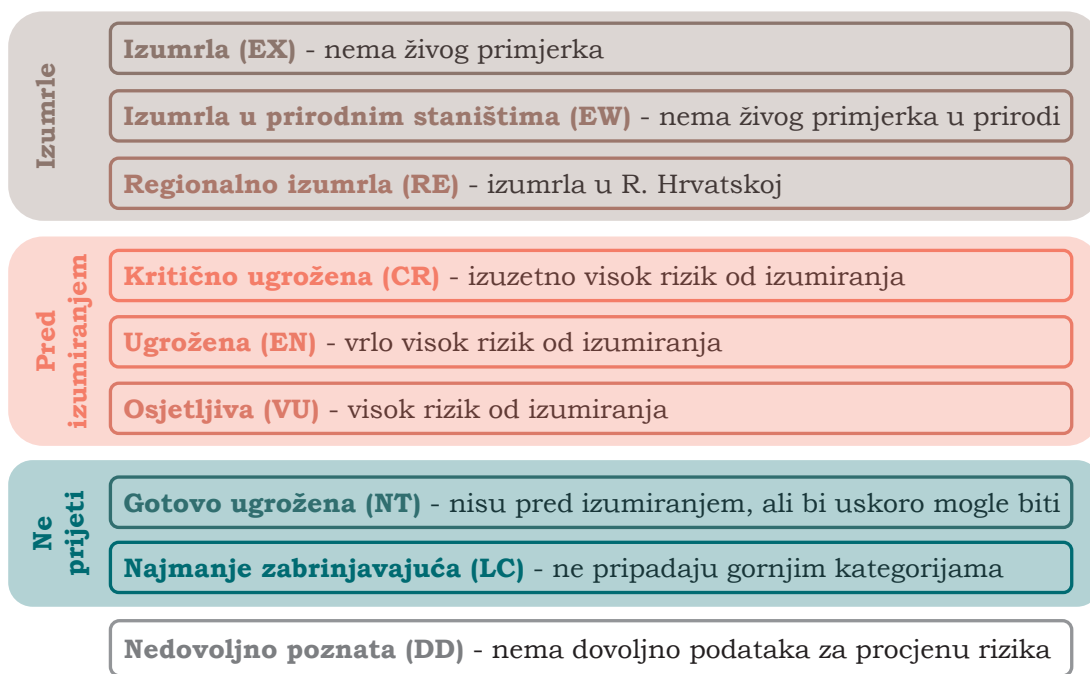 Izumrle
Izumrla (EX) - nema živog primjerka
Izumrla u prirodnim staništima (EW) - nema živog primjerka u prirodi
Regionalno izumrla (RE) - izumrla u R. Hrvatskoj
Pred
izumiranjem
Kritično ugrožena (CR) - izuzetno visok rizik od izumiranja
Ugrožena (EN) - vrlo visok rizik od izumiranja
Osjetljiva (VU) - visok rizik od izumiranja
Ne
prijeti
Gotovo ugrožena (NT) - nisu pred izumiranjem, ali bi uskoro mogle biti
Najmanje zabrinjavajuća (LC) - ne pripadaju gornjim kategorijama
Nedovoljno poznata (DD) - nema dovoljno podataka za procjenu rizika